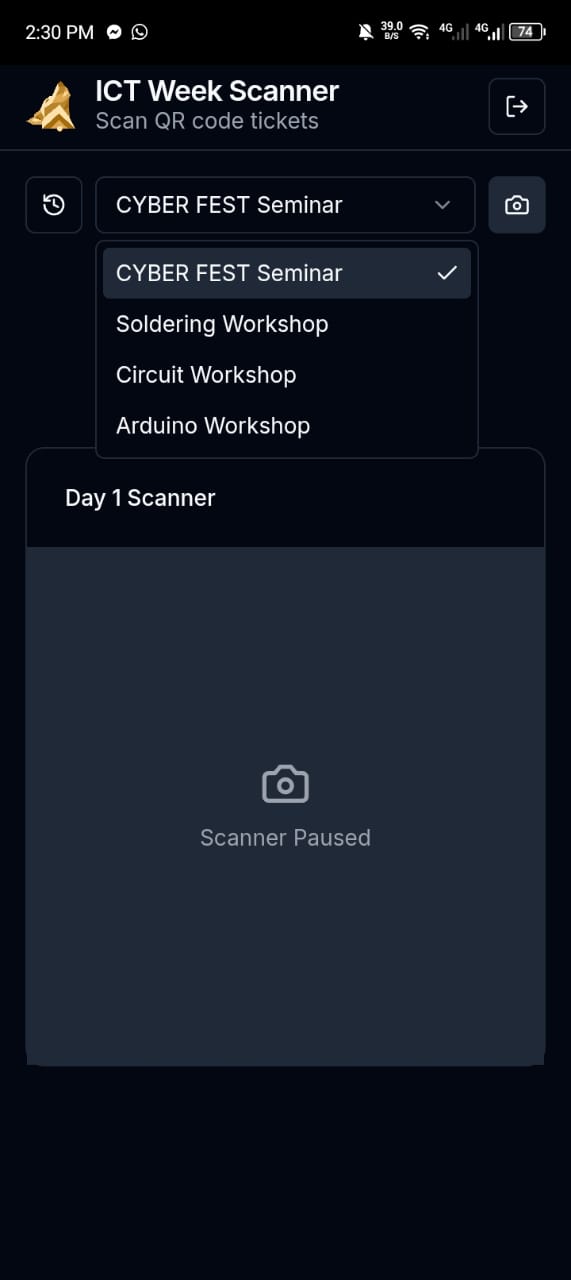 2:30 PM
39.0
B/S
4G
4G
74
ICT Week Scanner
Scan QR code tickets
CYBER FEST Seminar
CYBER FEST Seminar
Soldering Workshop
Circuit Workshop
Arduino Workshop
Day 1 Scanner
Scanner Paused